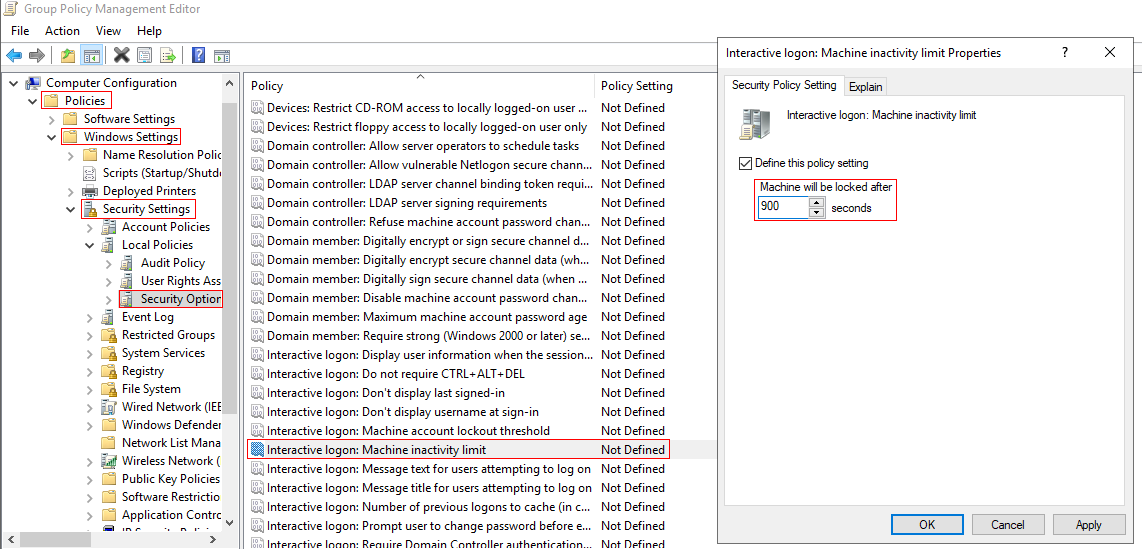 Group Policy Management Editor
File Action View Help
Computer Configuration
Policies
Software Settings
Windows Settings
Name Resolution Polic
Scripts (Startup/Shutd
Deployed Printers
Security Settings
Account Policies
Local Policies
Audit Policy
User Rights Ass
Security Option
Event Log
Restricted Groups
System Services
Registry
File System
Wired Network (IEE
Windows Defender
Network List Mana
Wireless Network (
Public Key Policies
Software Restrictio
Application Contro
IP Security Policies
Policy Policy Setting
Devices: Restrict CD-ROM access to locally logged-on user ... Not Defined
Devices: Restrict floppy access to locally logged-on user only Not Defined
Domain controller: Allow server operators to schedule tasks Not Defined
Domain controller: Allow vulnerable Netlogon secure chann... Not Defined
Domain controller: LDAP server channel binding token requi... Not Defined
Domain controller: LDAP server signing requirements Not Defined
Domain controller: Refuse machine account password chan... Not Defined
Domain member: Digitally encrypt or sign secure channel d... Not Defined
Domain member: Digitally encrypt secure channel data (whe... Not Defined
Domain member: Digitally sign secure channel data (when ... Not Defined
Domain member: Disable machine account password chan... Not Defined
Domain member: Maximum machine account password age Not Defined
Domain member: Require strong (Windows 2000 or later) se... Not Defined
Interactive logon: Display user information when the session... Not Defined
Interactive logon: Do not require CTRL+ALT+DEL Not Defined
Interactive logon: Don't display last signed-in Not Defined
Interactive logon: Don't display username at sign-in Not Defined
Interactive logon: Machine account lockout threshold Not Defined
Interactive logon: Machine inactivity limit Not Defined
Interactive logon: Message text for users attempting to log on Not Defined
Interactive logon: Message title for users attempting to log on Not Defined
Interactive logon: Number of previous logons to cache (in c... Not Defined
Interactive logon: Prompt user to change password before e... Not Defined
Interactive logon: Require Domain Controller authentication... Not Defined
Interactive logon: Machine inactivity limit Properties ?
Security Policy Setting Explain
Interactive logon: Machine inactivity limit
Define this policy setting
Machine will be locked after
900 seconds
OK Cancel Apply